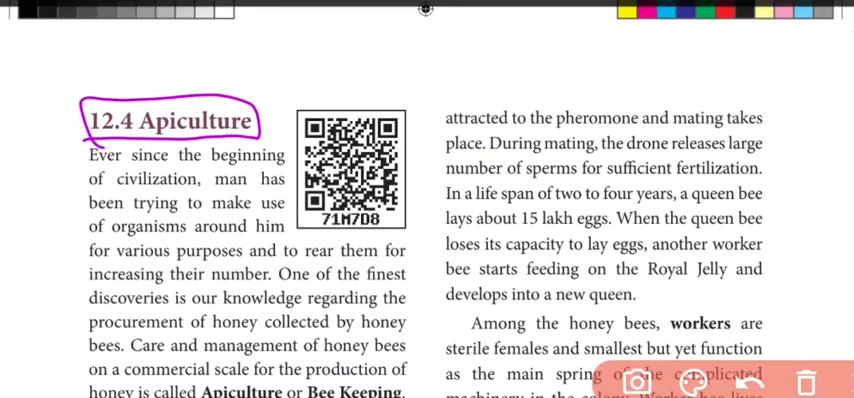 12.4 Apiculture
Ever since the beginning
of civilization, man has
been trying to make use
of organisms around him
for various purposes and to rear them for
increasing their number. One of the finest
discoveries is our knowledge regarding the
procurement of honey collected by honey
bees. Care and management of honey bees
on a commercial scale for the production of
honey is called Apiculture or Bee Keeping.
71M7D8
attracted to the pheromone and mating takes
place. During mating, the drone releases large
number of sperms for sufficient fertilization.
In a life span of two to four years, a queen bee
lays about 15 lakh eggs. When the queen bee
loses its capacity to lay eggs, another worker
bee starts feeding on the Royal Jelly and
develops into a new queen.
Among the honey bees, workers are
sterile females and smallest but yet function
as the main spring of the complicated